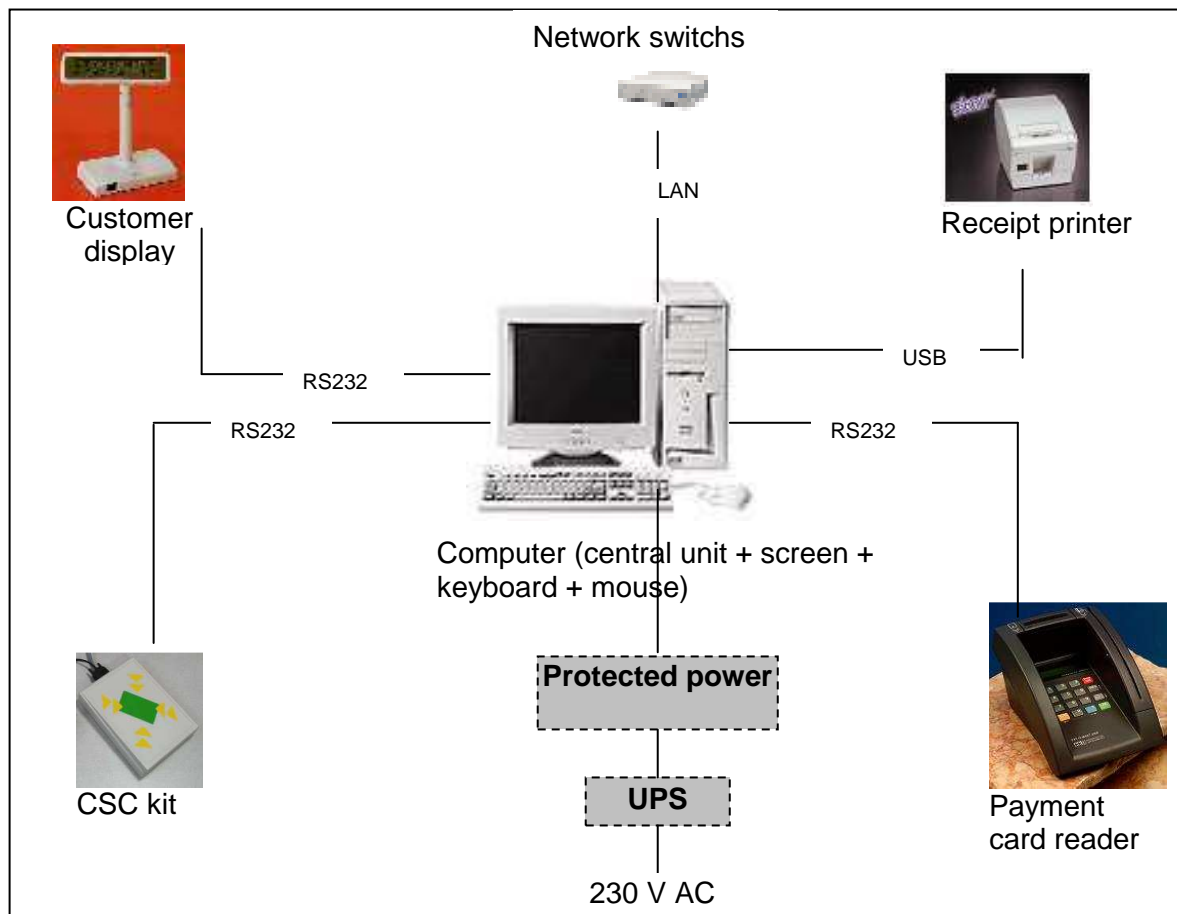 Network switchs
LAN
Customer
display
Receipt printer
USB
RS232
RS232
RS232
Computer (central unit + screen +
keyboard + mouse)
Protected power
UPS
230 V AC
CSC kit
Payment
card reader